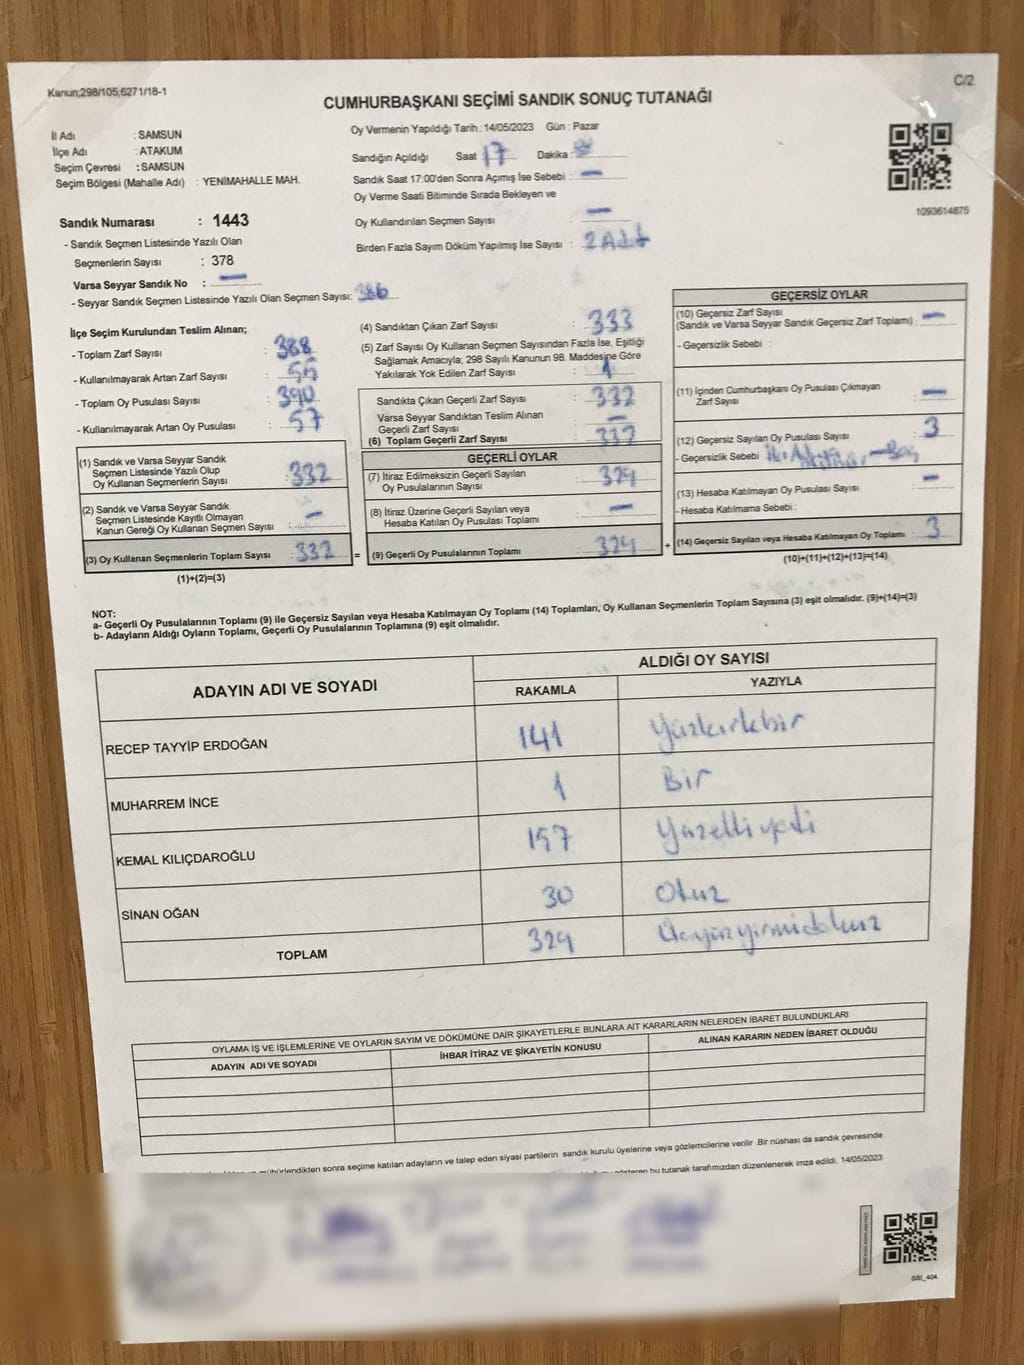 Kanun;298/105;6271/18-1
C/2
CUMHURBAŞKANI SEÇİMİ SANDIK SONUÇ TUTANAĞI
İl Adı : SAMSUN
İlçe Adı : ATAKUM
Seçim Çevresi : SAMSUN
Seçim Bölgesi (Mahalle Adı) : YENİMAHALLE MAH.
Sandık Numarası : 1443
- Sandık Seçmen Listesinde Yazılı Olan
Seçmenlerin Sayısı : 378
Varsa Seyyar Sandık No : —
- Seyyar Sandık Seçmen Listesinde Yazılı Olan Seçmen Sayısı: 386
Oy Vermenin Yapıldığı Tarih : 14/05/2023 Gün : Pazar
Sandığın Açıldığı Saat 17 Dakika :
Sandık Saat 17:00'den Sonra Açımış İse Sebebi : —
Oy Verme Saati Bitiminde Sırada Bekleyen ve
Oy Kullandırılan Seçmen Sayısı : —
Birden Fazla Sayım Döküm Yapılmış İse Sayısı : 2 Adet
1093614875
İlçe Seçim Kurulundan Teslim Alınan;
- Toplam Zarf Sayısı : 388
- Kullanılmayarak Artan Zarf Sayısı : 55
- Toplam Oy Pusulası Sayısı : 390
- Kullanılmayarak Artan Oy Pusulası : 57
(1) Sandık ve Varsa Seyyar Sandık
Seçmen Listesinde Yazılı Olup
Oy Kullanan Seçmenlerin Sayısı : 332
(2) Sandık ve Varsa Seyyar Sandık
Seçmen Listesinde Kayıtlı Olmayan
Kanun Gereği Oy Kullanan Seçmen Sayısı : —
(3) Oy Kullanan Seçmenlerin Toplam Sayısı : 332
(1)+(2)=(3)
(4) Sandıktan Çıkan Zarf Sayısı : 333
(5) Zarf Sayısı Oy Kullanan Seçmen Sayısından Fazla İse, Eşitliği
Sağlamak Amacıyla; 298 Sayılı Kanunun 98. Maddesine Göre
Yakılarak Yok Edilen Zarf Sayısı : 1
Sandıkta Çıkan Geçerli Zarf Sayısı : 332
Varsa Seyyar Sandıktan Teslim Alınan
Geçerli Zarf Sayısı : —
(6) Toplam Geçerli Zarf Sayısı : 332
GEÇERLİ OYLAR
(7) İtiraz Edilmeksizin Geçerli Sayılan
Oy Pusulalarının Sayısı : 329
(8) İtiraz Üzerine Geçerli Sayılan veya
Hesaba Katılan Oy Pusulası Toplamı : —
= (9) Geçerli Oy Pusulalarının Toplamı : 329 +
GEÇERSİZ OYLAR
(10) Geçersiz Zarf Sayısı
(Sandık ve Varsa Seyyar Sandık Geçersiz Zarf Toplamı) : —
- Geçersizlik Sebebi :
(11) İçinden Cumhurbaşkanı Oy Pusulası Çıkmayan
Zarf Sayısı : —
(12) Geçersiz Sayılan Oy Pusulası Sayısı : 3
- Geçersizlik Sebebi :
(13) Hesaba Katılmayan Oy Pusulası Sayısı : —
- Hesaba Katılmama Sebebi :
(14) Geçersiz Sayılan veya Hesaba Katılmayan Oy Toplamı : 3
(10)+(11)+(12)+(13)=(14)
NOT:
a- Geçerli Oy Pusulalarının Toplamı (9) ile Geçersiz Sayılan veya Hesaba Katılmayan Oy Toplamı (14) Toplamları, Oy Kullanan Seçmenlerin Toplam Sayısına (3) eşit olmalıdır. (9)+(14)=(3)
b- Adayların Aldığı Oyların Toplamı, Geçerli Oy Pusulalarının Toplamına (9) eşit olmalıdır.
ADAYIN ADI VE SOYADI
ALDIĞI OY SAYISI
RAKAMLA YAZIYLA
RECEP TAYYİP ERDOĞAN 141 Yüzkırkbir
MUHARREM İNCE 1 Bir
KEMAL KILIÇDAROĞLU 157 Yüzelliyedi
SİNAN OĞAN 30 Otuz
TOPLAM 329 Üçyüzyirmidokuz
OYLAMA İŞ VE İŞLEMLERİNE VE OYLARIN SAYIM VE DÖKÜMÜNE DAİR ŞİKAYETLERLE BUNLARA AİT KARARLARIN NELERDEN İBARET BULUNDUKLARI
ADAYIN ADI VE SOYADI İHBAR İTİRAZ VE ŞİKAYETİN KONUSU ALINAN KARARIN NEDEN İBARET OLDUĞU
mühürlendikten sonra seçime katılan adayların ve talep eden siyasi partilerin sandık kurulu üyelerine veya gözlemcilerine verilir .Bir nüshası da sandık çevresinde
gösteren bu tutanak tarafımızdan düzenlenerek imza edildi. 14/05/2023
SSI_404